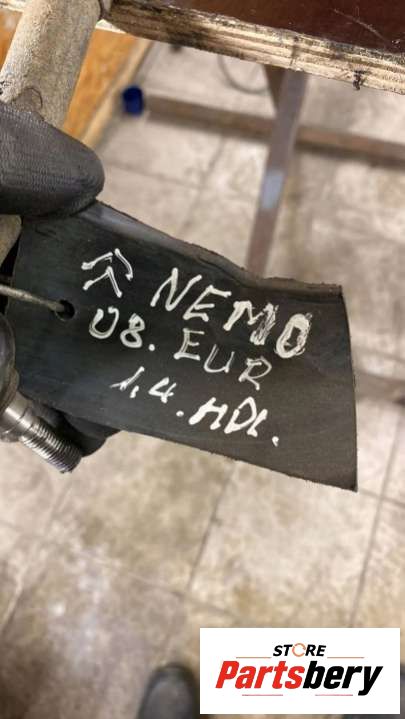 NEMO
08. EUR
1.4. HDI.
STORE
Partsbery